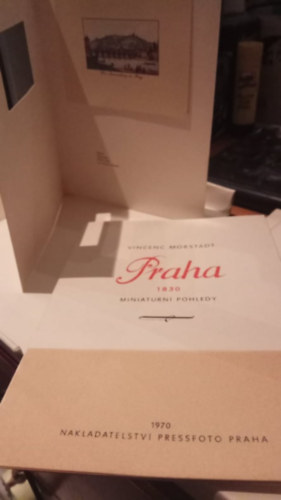 VINCENC MORSTADT
Praha
1830
MINIATURNÍ POHLEDY
1970
NAKLADATELSTVÍ PRESSFOTO PRAHA